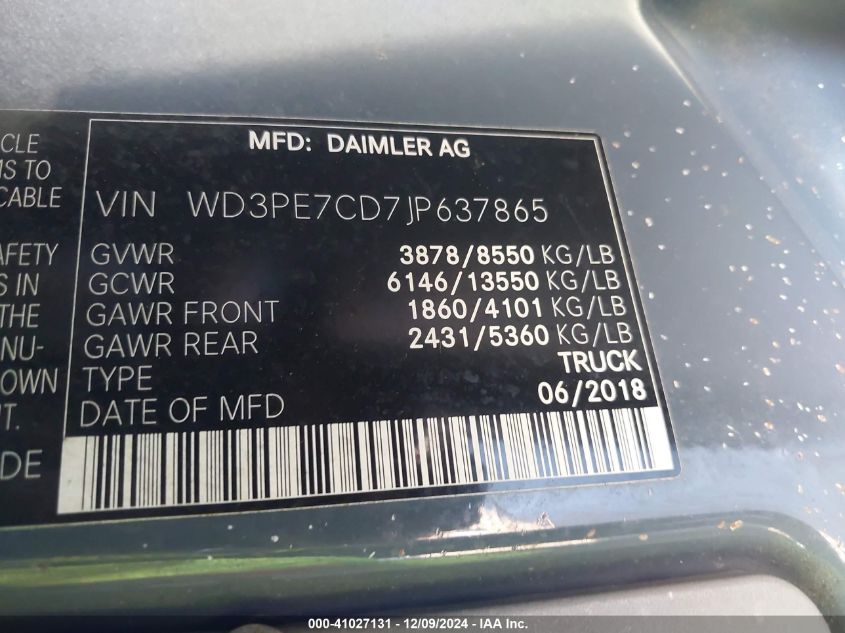 MFD: DAIMLER AG
CLE
MS TO
CABLE
VIN WD3PE7CD7JP637865
AFETY
S IN
THE
NU-
OWN
T.
DE
GVWR 3878/8550 KG/LB
GCWR 6146/13550 KG/LB
GAWR FRONT 1860/4101 KG/LB
GAWR REAR 2431/5360 KG/LB
TYPE TRUCK
DATE OF MFD 06/2018
000-41027131 - 12/09/2024 - IAA Inc.